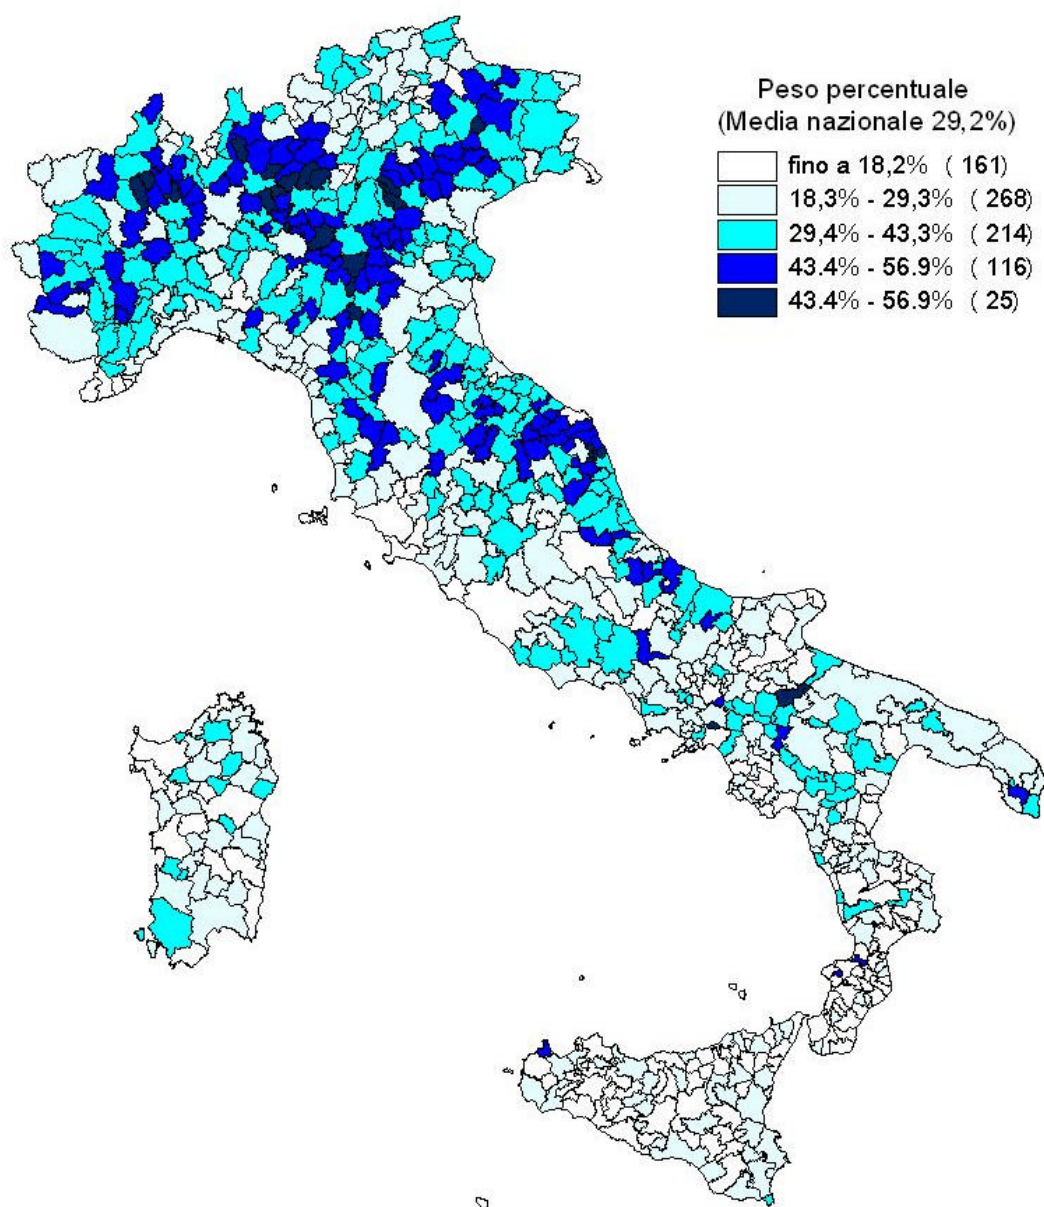 Peso percentuale
(Media nazionale 29,2%)
fino a 18,2% ( 161)
18,3% - 29,3% ( 268)
29,4% - 43,3% ( 214)
43.4% - 56.9% ( 116)
43.4% - 56.9% ( 25)